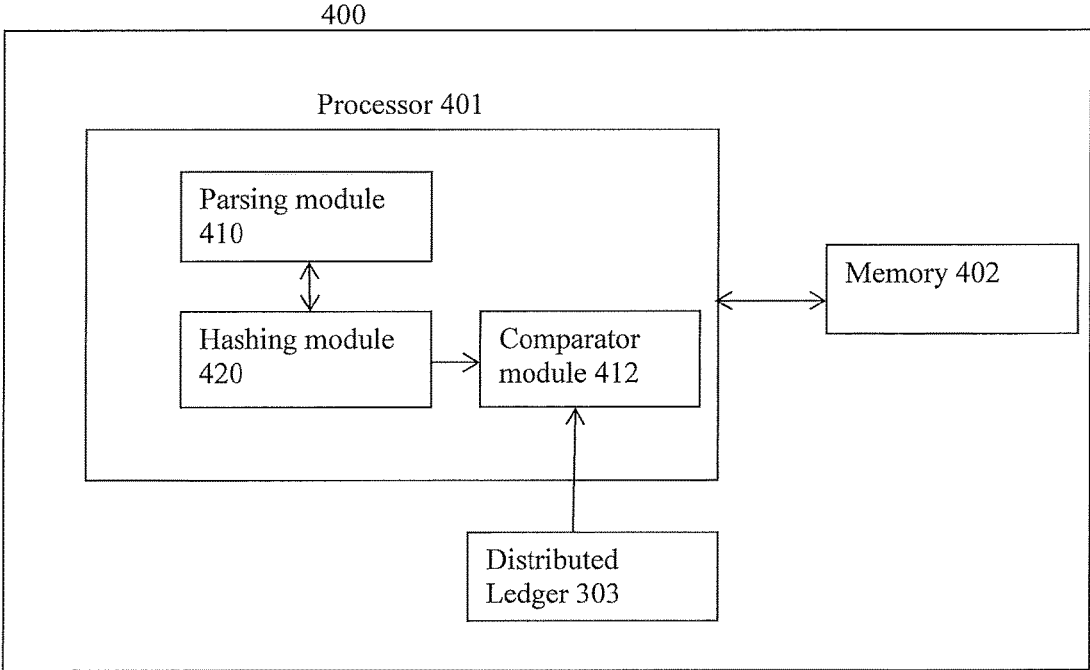 400
Processor 401
Parsing module
410
Hashing module
420
Comparator
module 412
Memory 402
Distributed
Ledger 303